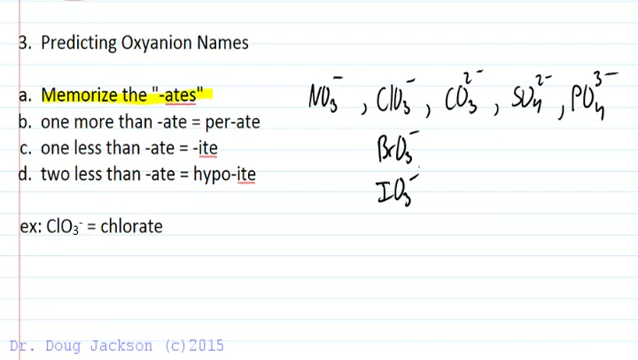 3. Predicting Oxyanion Names
a. Memorize the "-ates"
b. one more than -ate = per-ate
c. one less than -ate = -ite
d. two less than -ate = hypo-ite
ex: ClO₃⁻ = chlorate
NO₃⁻ , ClO₃⁻ , CO₃²⁻ , SO₄²⁻ , PO₄³⁻
BrO₃⁻
IO₃⁻
Dr. Doug Jackson (c)2015